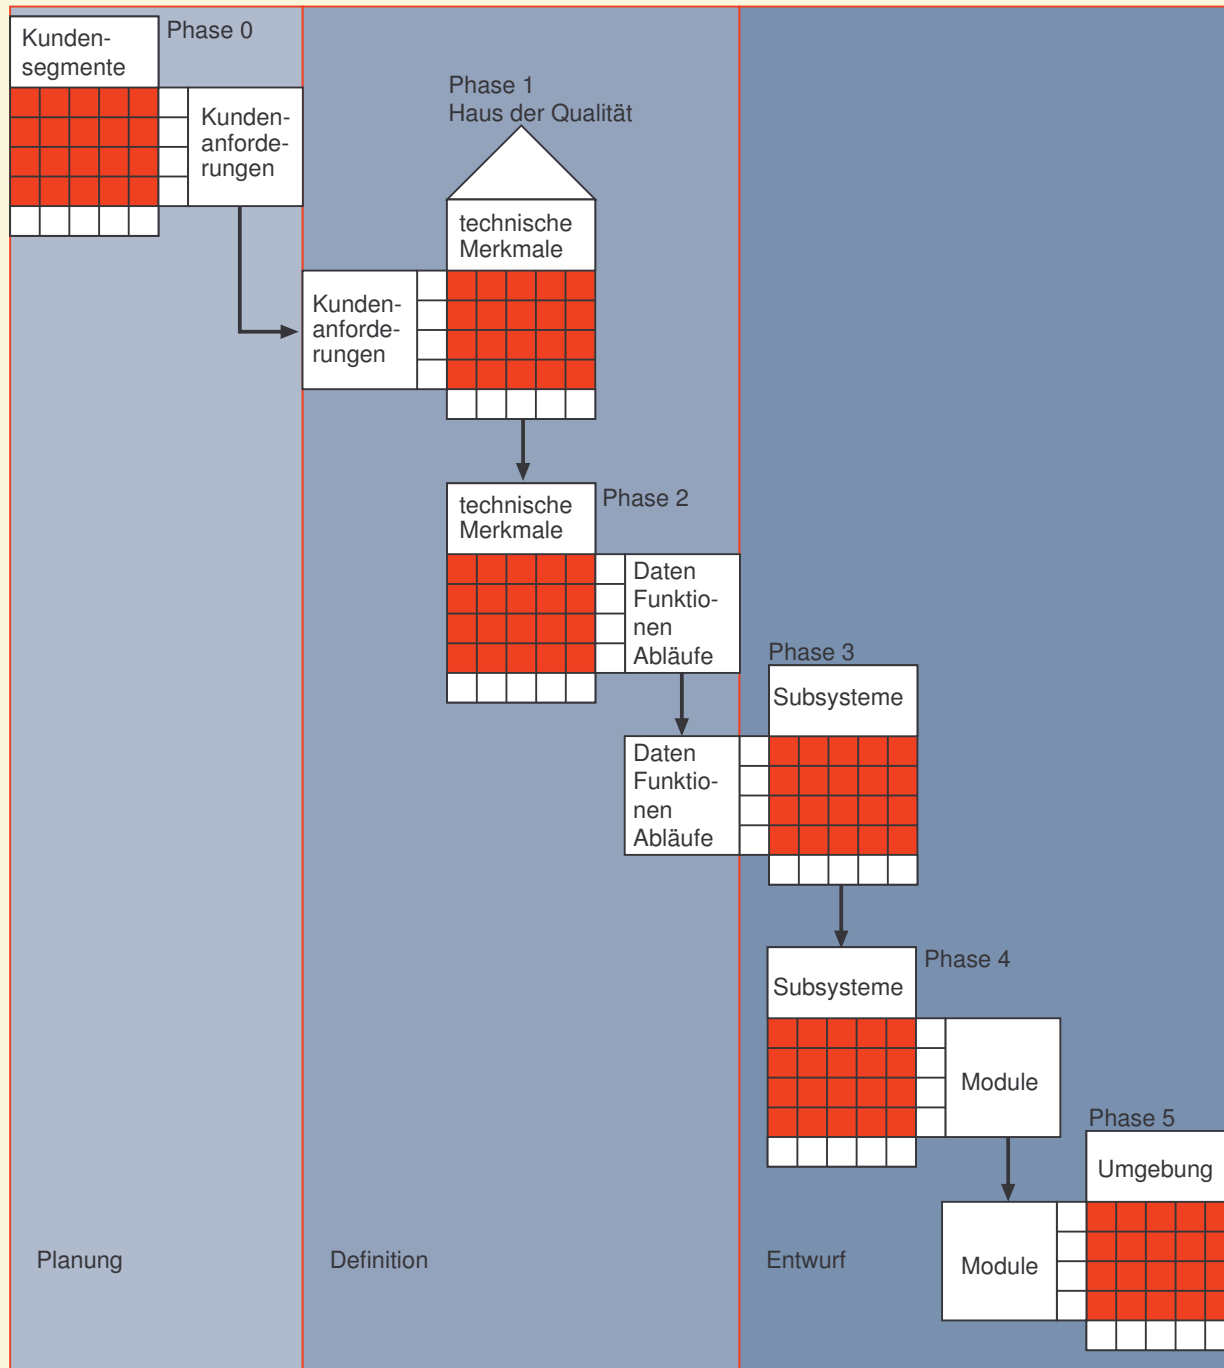 Kunden-
segmente
Phase 0
Kunden-
anforde-
rungen
Phase 1
Haus der Qualität
technische
Merkmale
Kunden-
anforde-
rungen
technische
Merkmale
Phase 2
Daten
Funktio-
nen
Abläufe
Phase 3
Subsysteme
Daten
Funktio-
nen
Abläufe
Subsysteme
Phase 4
Module
Phase 5
Umgebung
Module
Planung
Definition
Entwurf